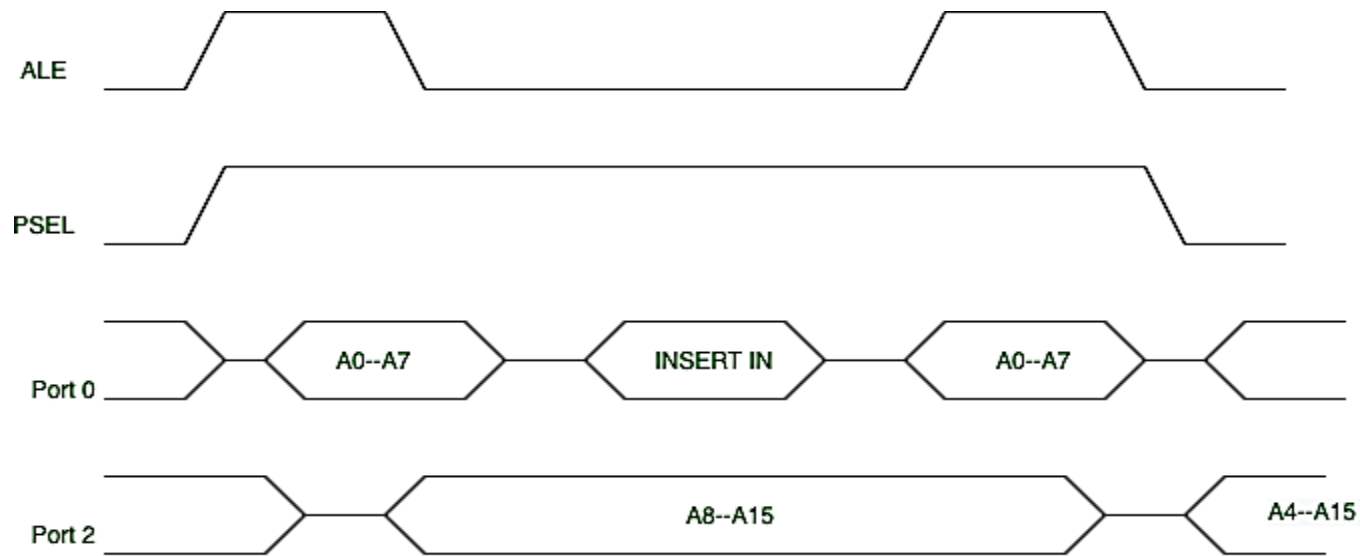 ALE
PSEL
A0--A7 INSERT IN A0--A7
Port 0
A8--A15 A4--A15
Port 2